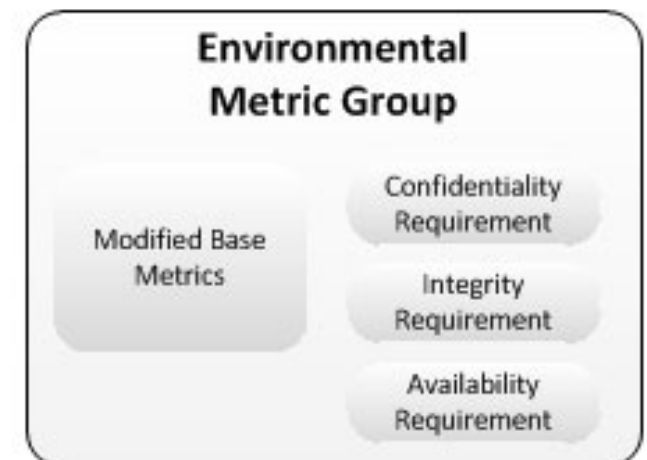 Environmental
Metric Group
Modified Base
Metrics
Confidentiality
Requirement
Integrity
Requirement
Availability
Requirement